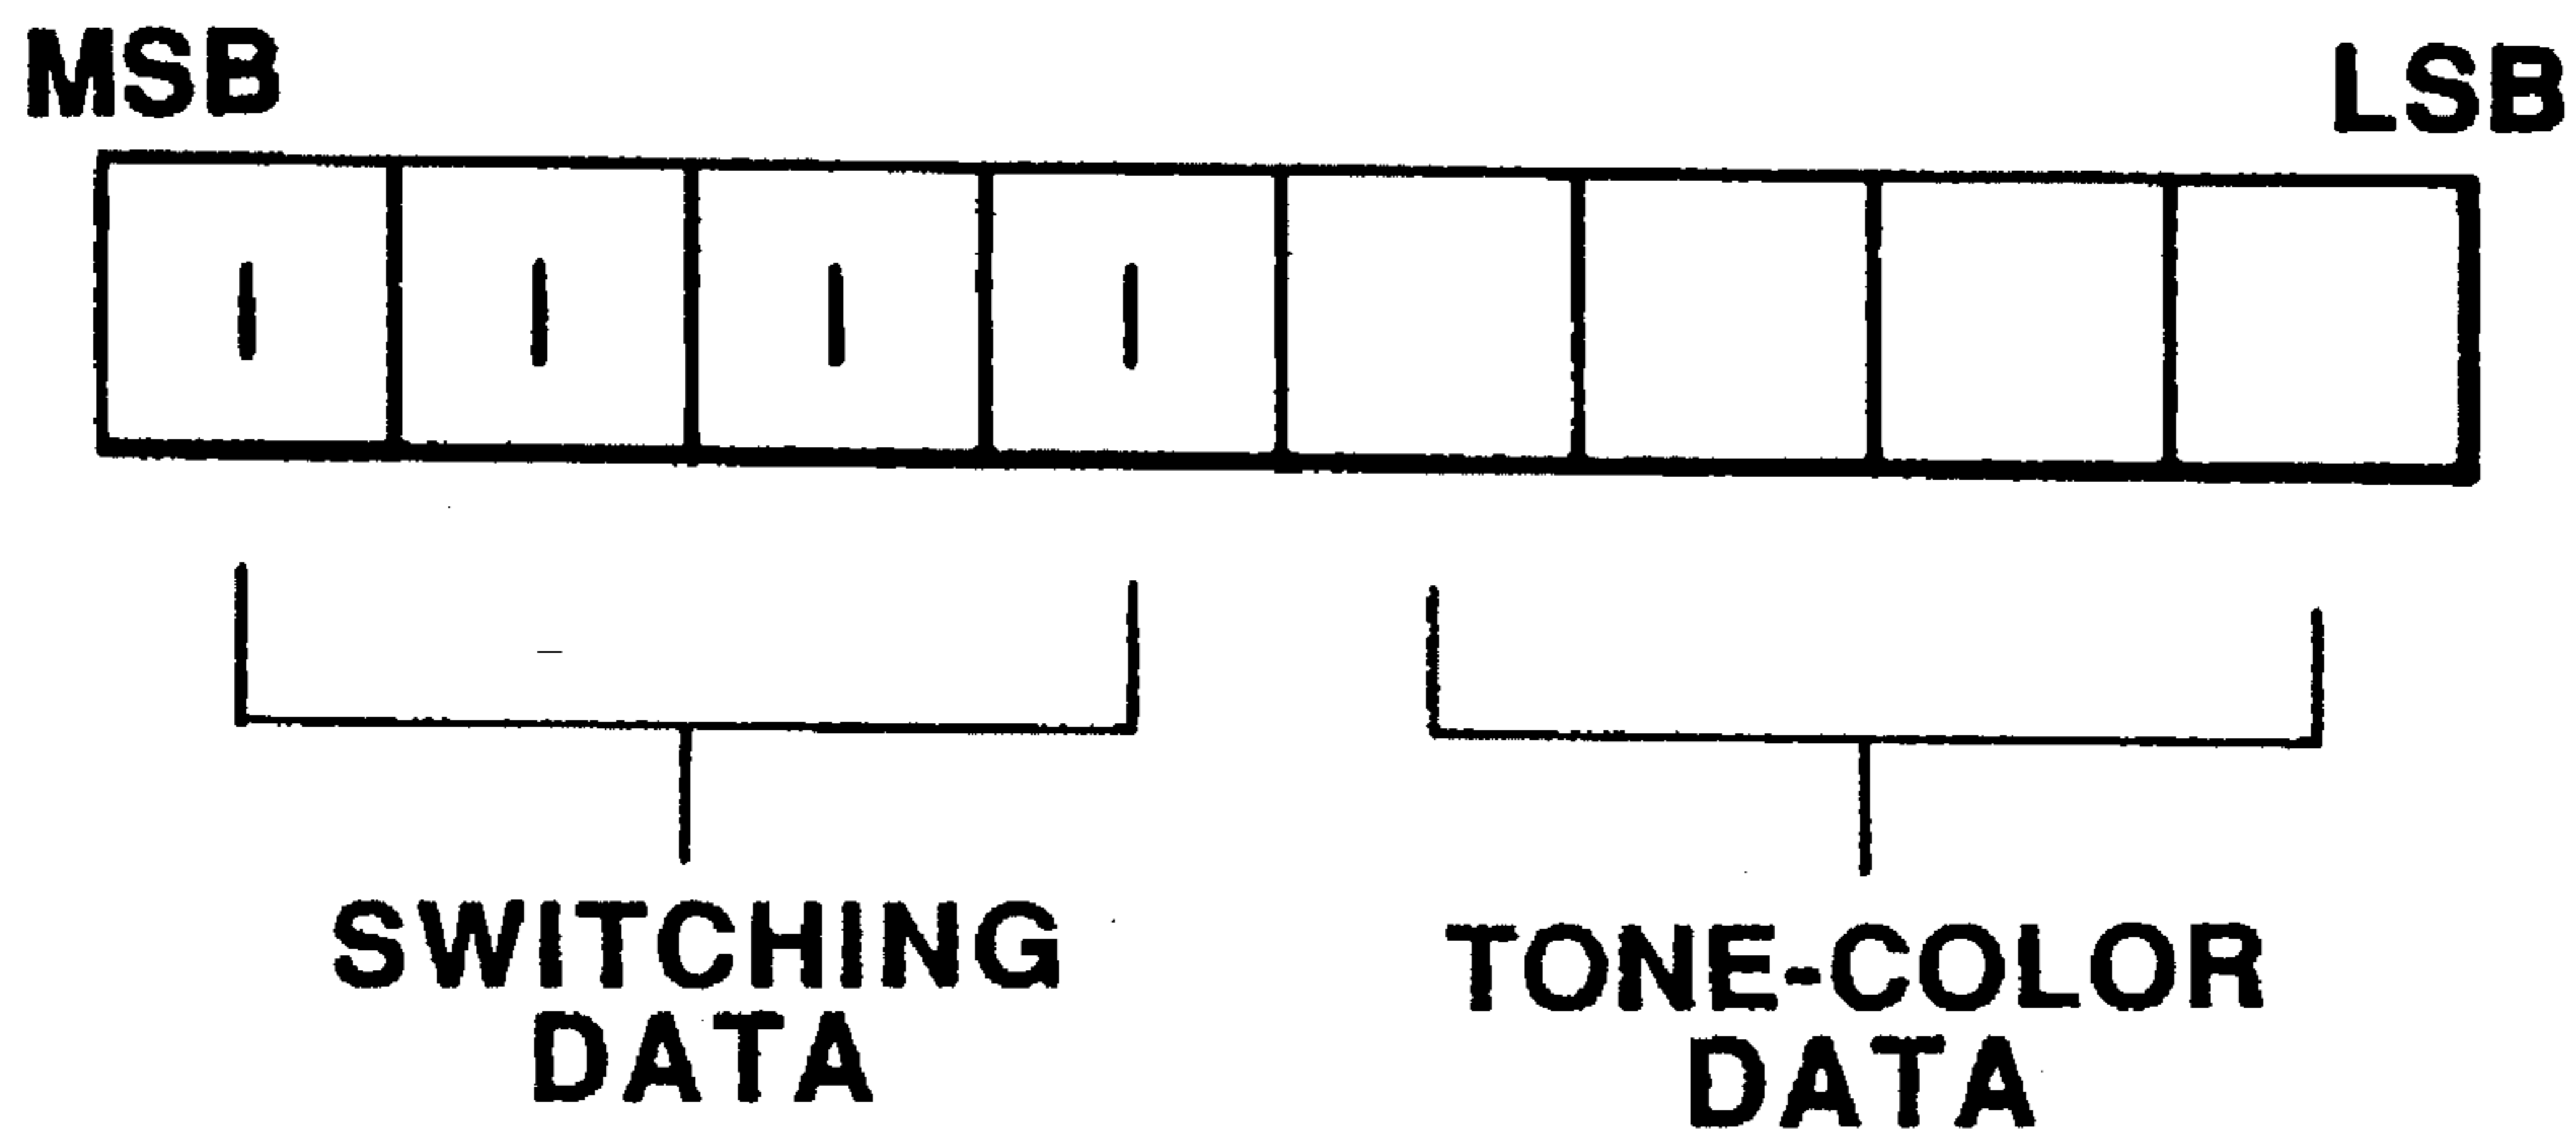 MSB LSB
1 1 1 1
SWITCHING TONE-COLOR
DATA DATA